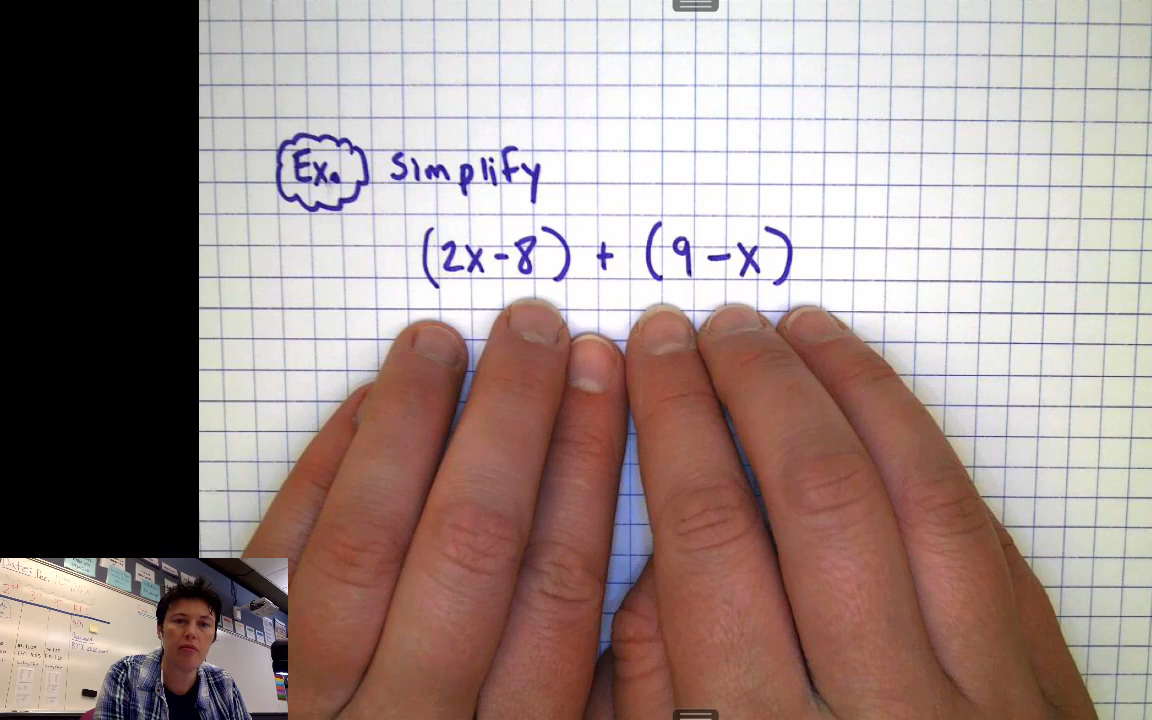 Ex. Simplify
(2x-8) + (9-x)